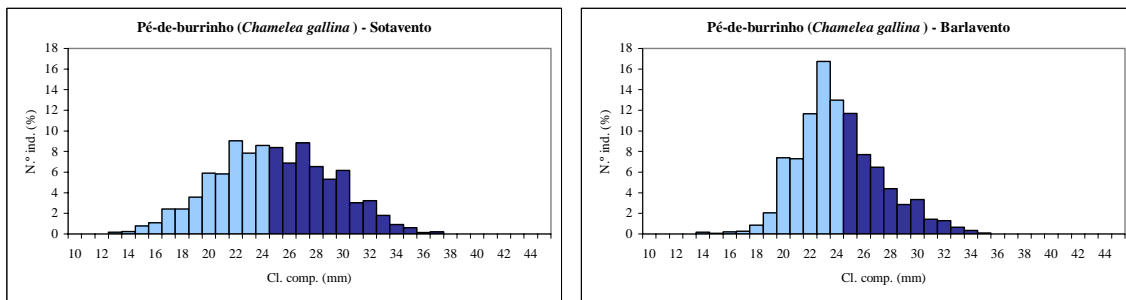 Pé-de-burrinho (Chamelea gallina ) - Sotavento
18
16
14
12
10
8
6
4
2
0
N.º ind. (%)
10 12 14 16 18 20 22 24 26 28 30 32 34 36 38 40 42 44
Cl. comp. (mm)
Pé-de-burrinho (Chamelea gallina ) - Barlavento
18
16
14
12
10
8
6
4
2
0
N.º ind. (%)
10 12 14 16 18 20 22 24 26 28 30 32 34 36 38 40 42 44
Cl. comp. (mm)